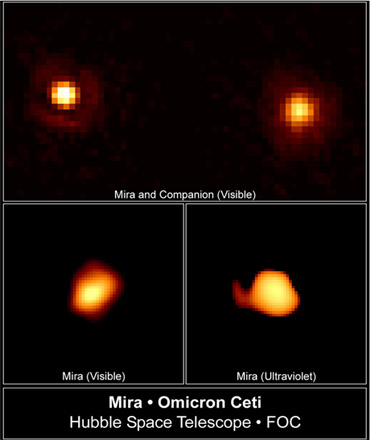 Mira and Companion (Visible)
Mira (Visible)
Mira (Ultraviolet)
Mira • Omicron Ceti
Hubble Space Telescope • FOC